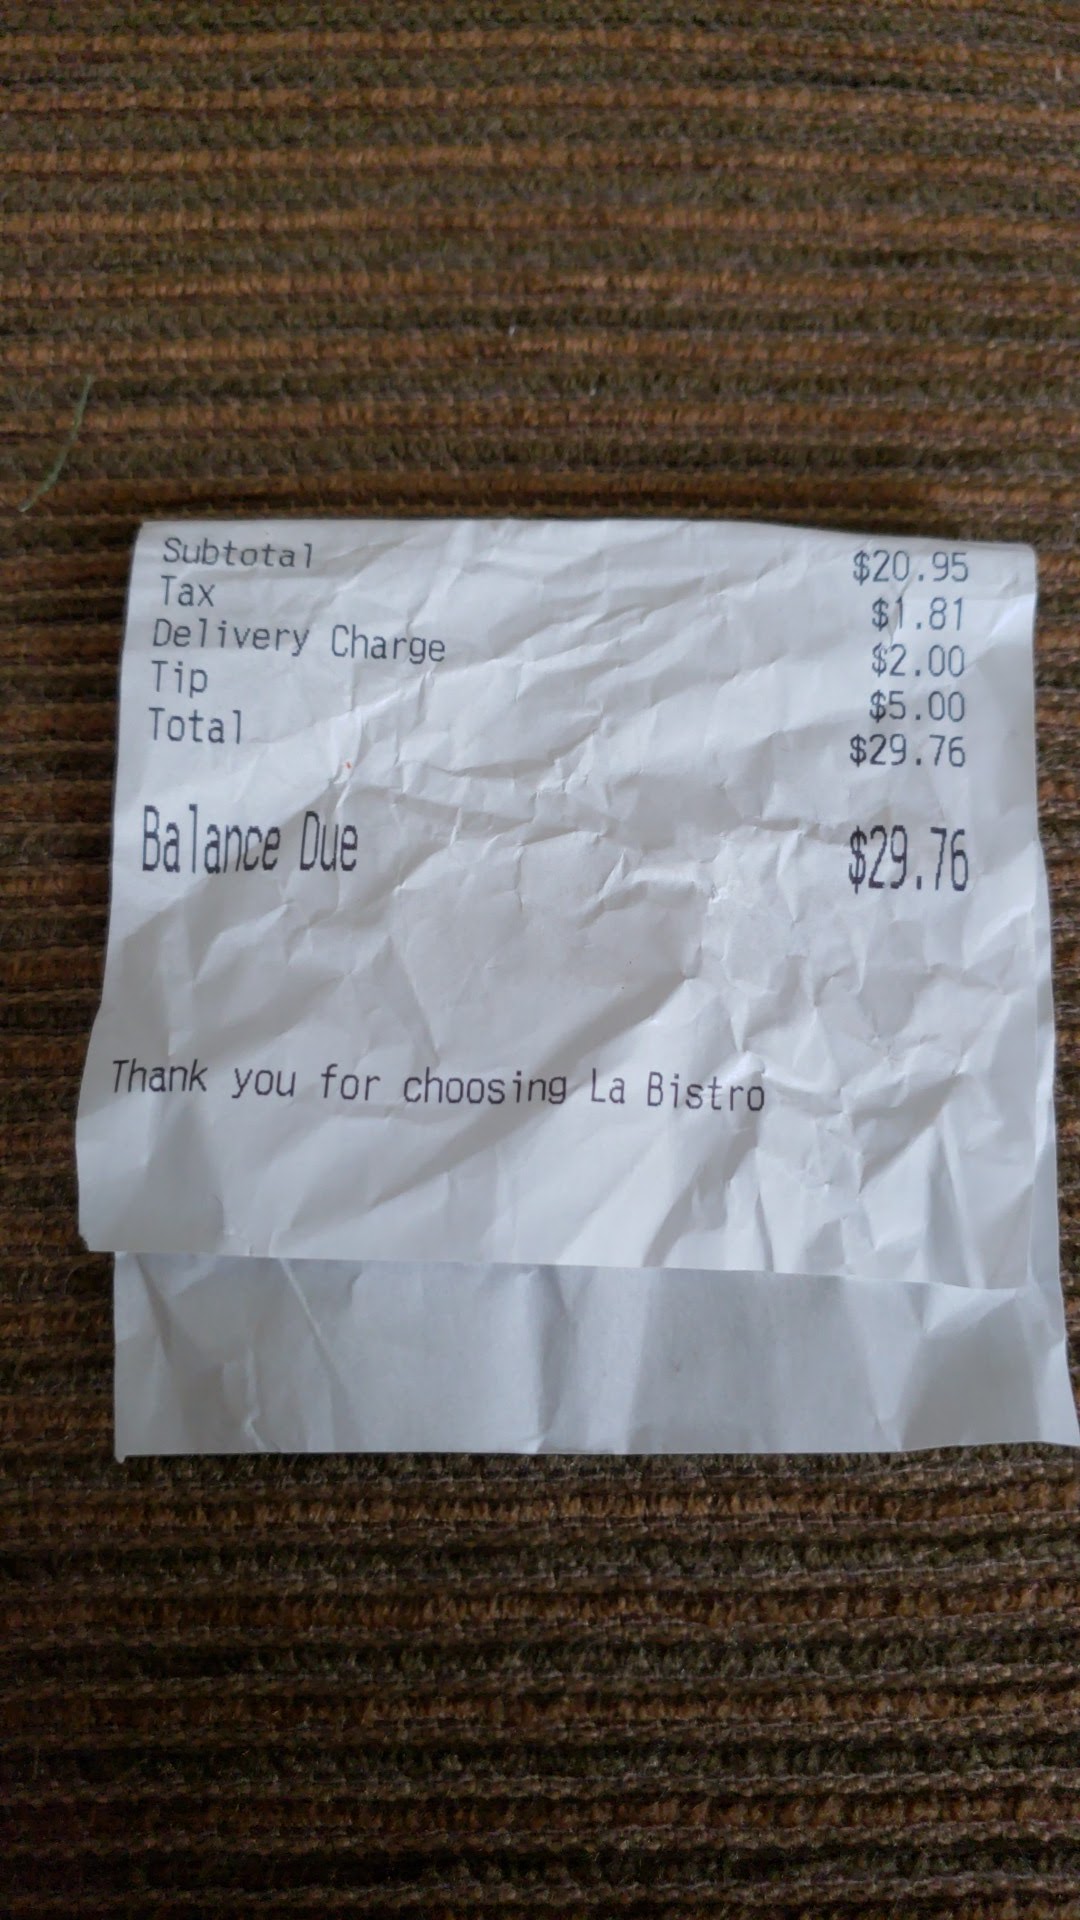 Subtotal $20.95
Tax $1.81
Delivery Charge $2.00
Tip $5.00
Total $29.76
Balance Due $29.76
Thank you for choosing La Bistro